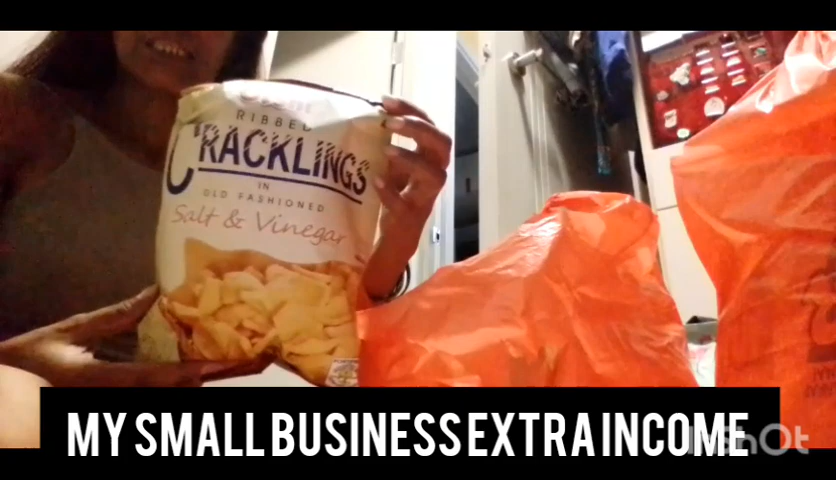 RIBBED
CRACKLINGS
IN
OLD FASHIONED
Salt & Vinegar
MY SMALL BUSINESS EXTRA INCOME
InShOt